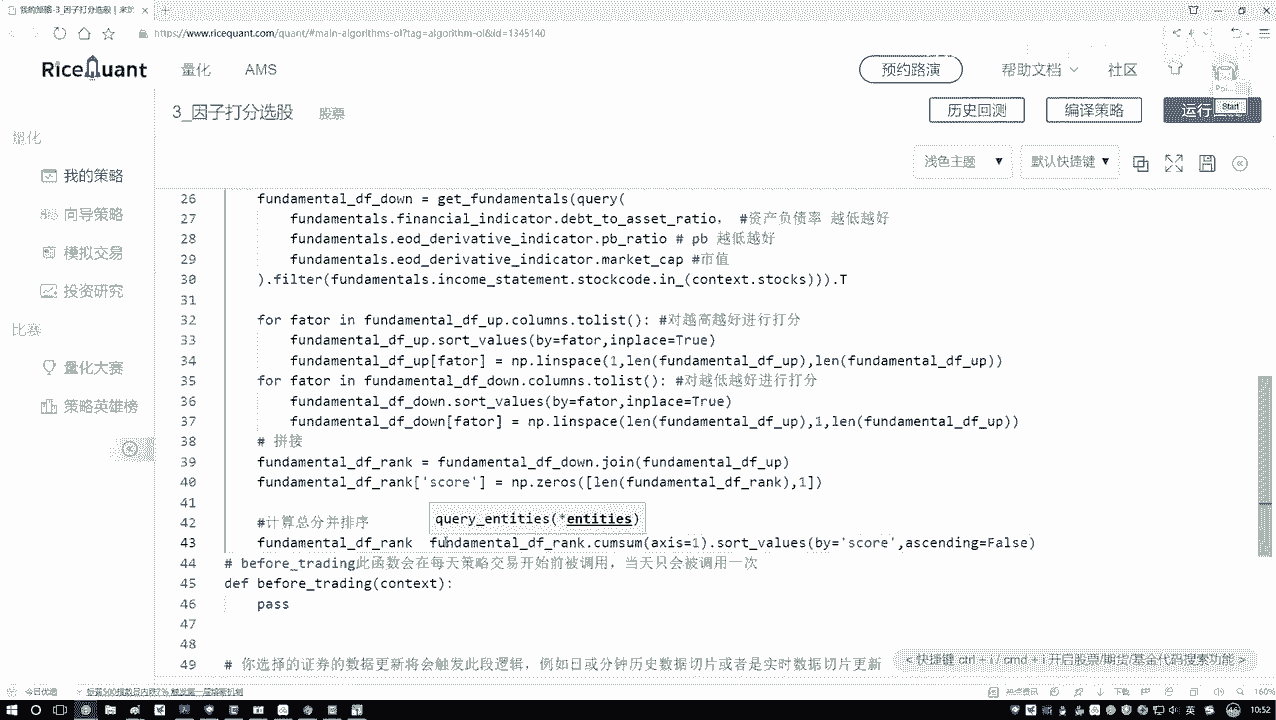 我的策略-3_因子打分选股
https://www.ricequant.com/quant/#main-algorithms-ol?tag=algorithm-ol&id=1345140
RiceQuant 量化 AMS 预约路演 帮助文档 社区
3_因子打分选股 股票 历史回测 编译策略 运行 Start
浅色主题 ▼ 默认快捷键 ▼
量化
我的策略
向导策略
模拟交易
投资研究
比赛
量化大赛
策略英雄榜
26 fundamental_df_down = get_fundamentals(query(
27 fundamentals.financial_indicator.debt_to_asset_ratio, #资产负债率 越低越好
28 fundamentals.eod_derivative_indicator.pb_ratio # pb 越低越好
29 fundamentals.eod_derivative_indicator.market_cap #市值
30 ).filter(fundamentals.income_statement.stockcode.in_(context.stocks))).T
31
32 for fator in fundamental_df_up.columns.tolist(): #对越高越好进行打分
33 fundamental_df_up.sort_values(by=fator,inplace=True)
34 fundamental_df_up[fator] = np.linspace(1,len(fundamental_df_up),len(fundamental_df_up))
35 for fator in fundamental_df_down.columns.tolist(): #对越低越好进行打分
36 fundamental_df_down.sort_values(by=fator,inplace=True)
37 fundamental_df_down[fator] = np.linspace(len(fundamental_df_up),1,len(fundamental_df_up))
38 # 拼接
39 fundamental_df_rank = fundamental_df_down.join(fundamental_df_up)
40 fundamental_df_rank['score'] = np.zeros([len(fundamental_df_rank),1])
41
query_entities(*entities)
42 #计算总分并排序
43 fundamental_df_rank fundamental_df_rank.cumsum(axis=1).sort_values(by='score',ascending=False)
44 # before_trading此函数会在每天策略交易开始前被调用，当天只会被调用一次
45 def before_trading(context):
46 pass
47
48
49 # 你选择的证券的数据更新将会触发此段逻辑，例如日或分钟历史数据切片或者是实时数据切片更新
< 快捷键 ctrl + i / cmd + i 开启股票/期货/基金代码搜索功能 >
今日优选
下载 160%
英 10:52